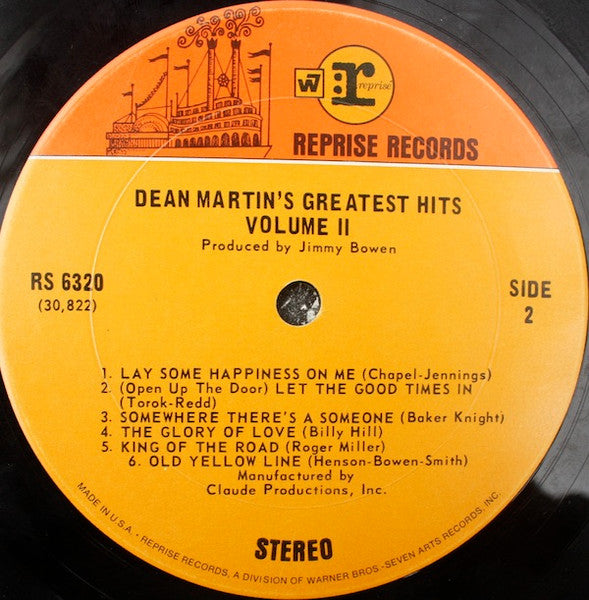 W7 r: reprise
REPRISE RECORDS
DEAN MARTIN'S GREATEST HITS
VOLUME II
Produced by Jimmy Bowen
RS 6320
(30,822)
SIDE
2
1. LAY SOME HAPPINESS ON ME (Chapel-Jennings)
2. (Open Up The Door) LET THE GOOD TIMES IN
(Torok-Redd)
3. SOMEWHERE THERE'S A SOMEONE (Baker Knight)
4. THE GLORY OF LOVE (Billy Hill)
5. KING OF THE ROAD (Roger Miller)
6. OLD YELLOW LINE (Henson-Bowen-Smith)
Manufactured by
Claude Productions, Inc.
STEREO
MADE IN U.S.A. • REPRISE RECORDS, A DIVISION OF WARNER BROS.-SEVEN ARTS RECORDS, INC.